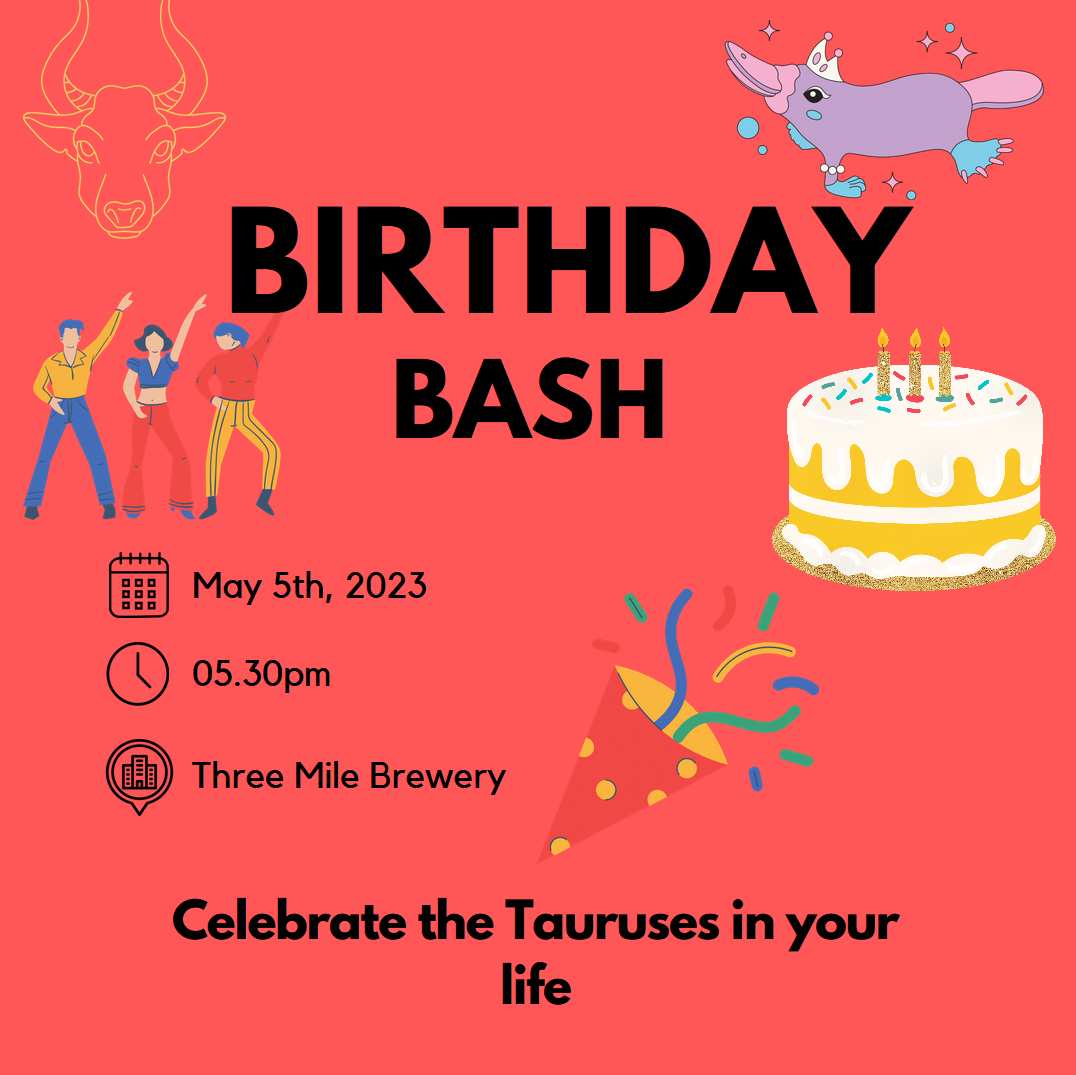 BIRTHDAY
BASH
May 5th, 2023
05.30pm
Three Mile Brewery
Celebrate the Tauruses in your
life